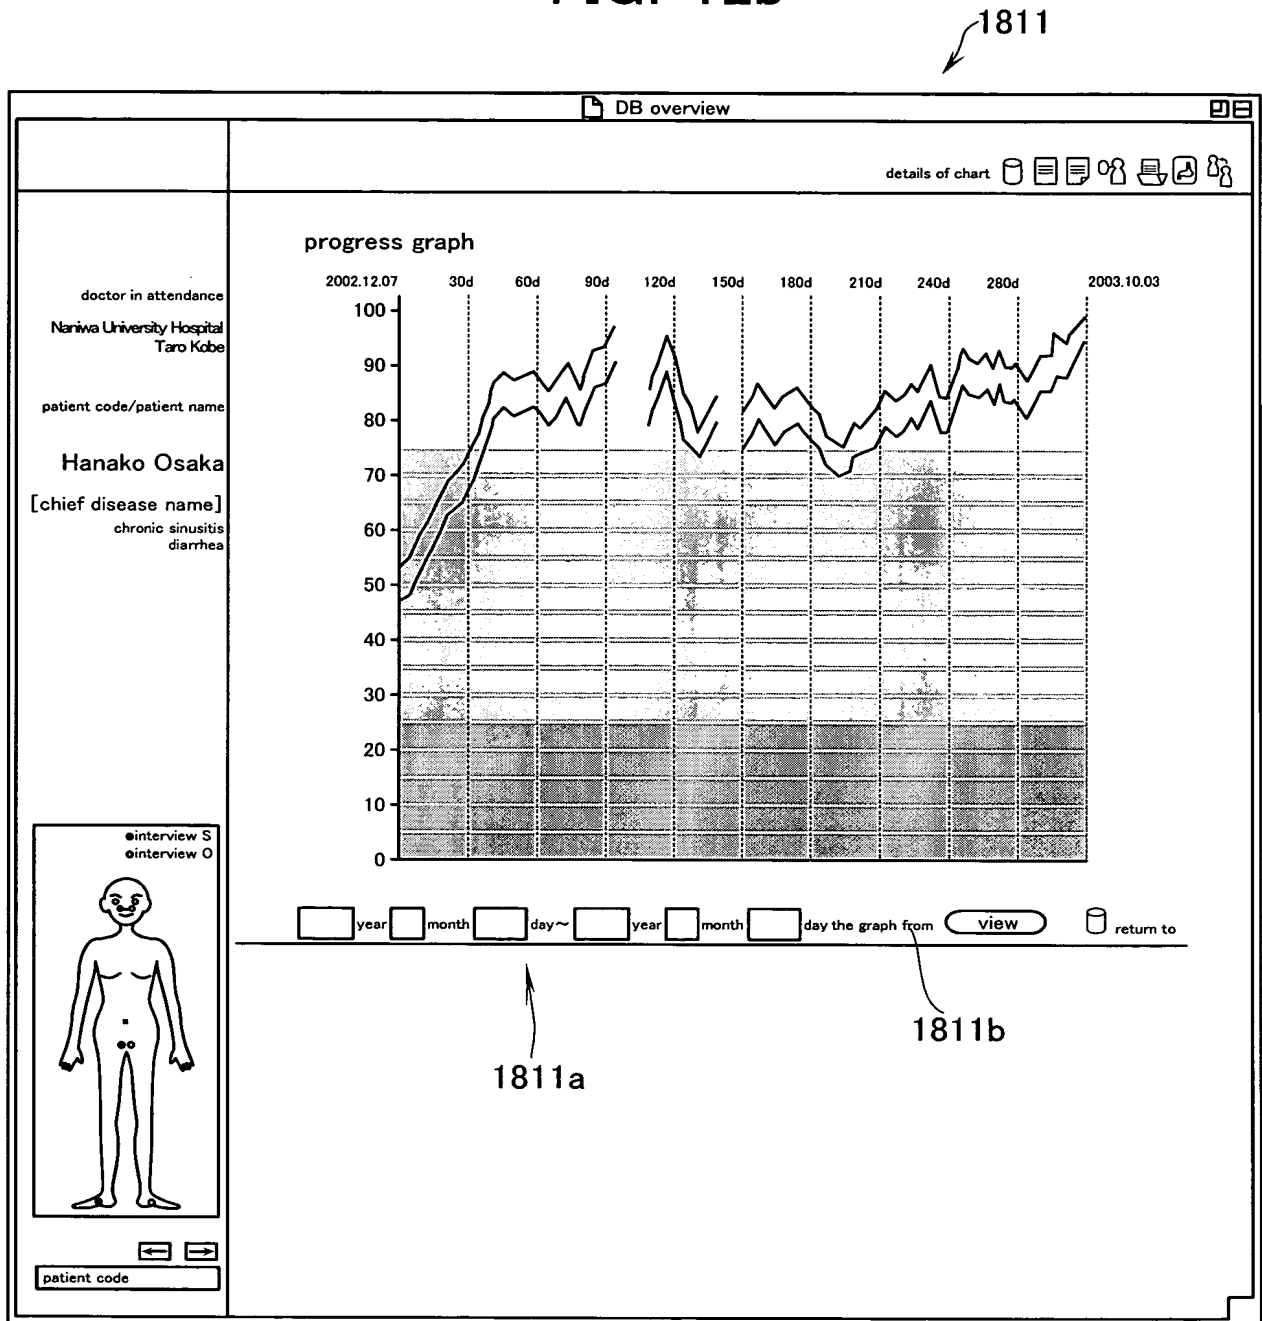 1811
DB overview
details of chart
progress graph
2002.12.07 30d 60d 90d 120d 150d 180d 210d 240d 280d 2003.10.03
100
90
80
70
60
50
40
30
20
10
0
doctor in attendance
Naniwa University Hospital
Taro Kobe
patient code/patient name
Hanako Osaka
[chief disease name]
chronic sinusitis
diarrhea
●interview S
○interview O
year month day~ year month day the graph from view return to
1811b
1811a
patient code